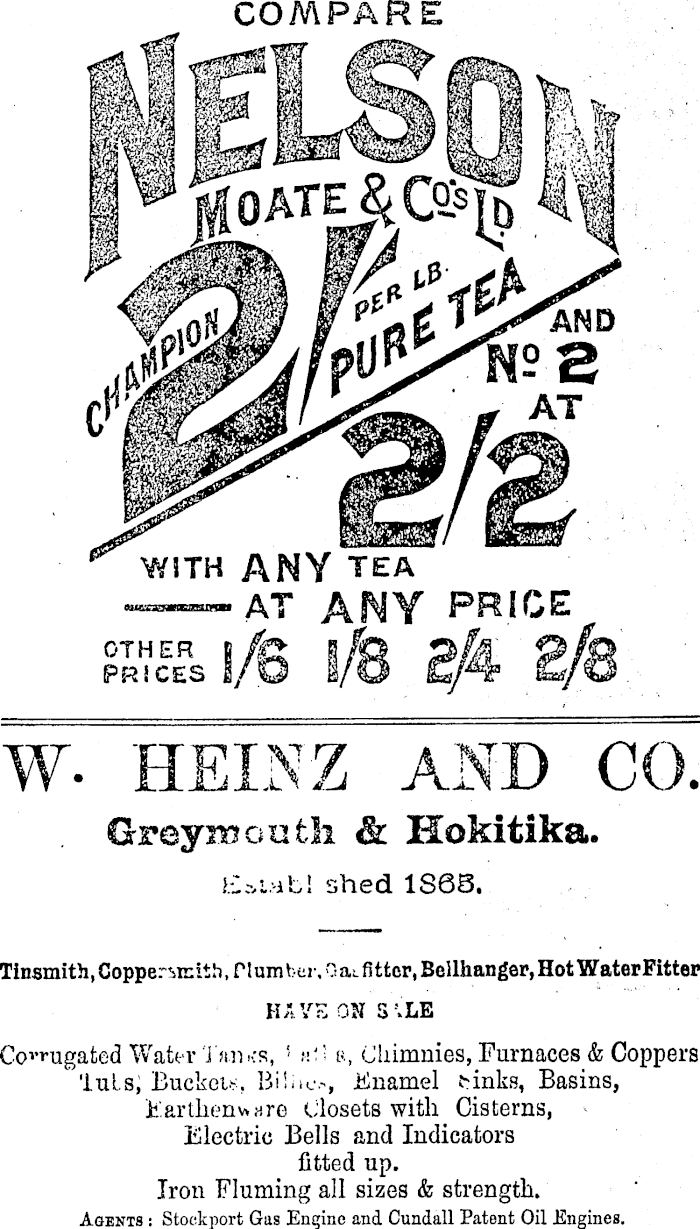 COMPARE
NELSON
MOATE & Co's LD.
CHAMPION 2/- PER LB.
PURE TEA
AND
No 2
AT
2/2
WITH ANY TEA
AT ANY PRICE
OTHER PRICES 1/6 1/8 2/4 2/8
W. HEINZ AND CO.
Greymouth & Hokitika.
Establ shed 1865.
Tinsmith, Coppersmith, Plumber, Gasfitter, Bellhanger, Hot Water Fitter
HAVE ON SALE
Corrugated Water Tanks, Chimnies, Furnaces & Coppers
Tubs, Buckets, Billies, Enamel Sinks, Basins,
Earthenware Closets with Cisterns,
Electric Bells and Indicators
fitted up.
Iron Fluming all sizes & strength.
AGENTS: Stockport Gas Engine and Cundall Patent Oil Engines.